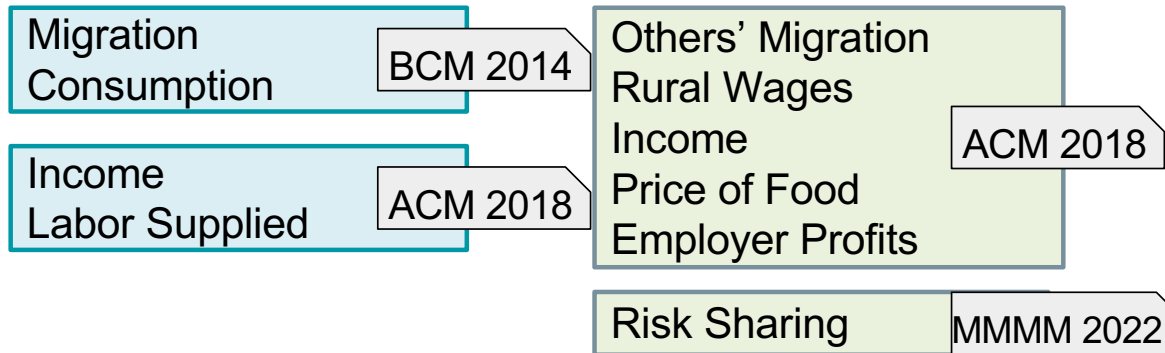 Migration
Consumption
BCM 2014
Income
Labor Supplied
ACM 2018
Others’ Migration
Rural Wages
Income
Price of Food
Employer Profits
ACM 2018
Risk Sharing
MMMM 2022